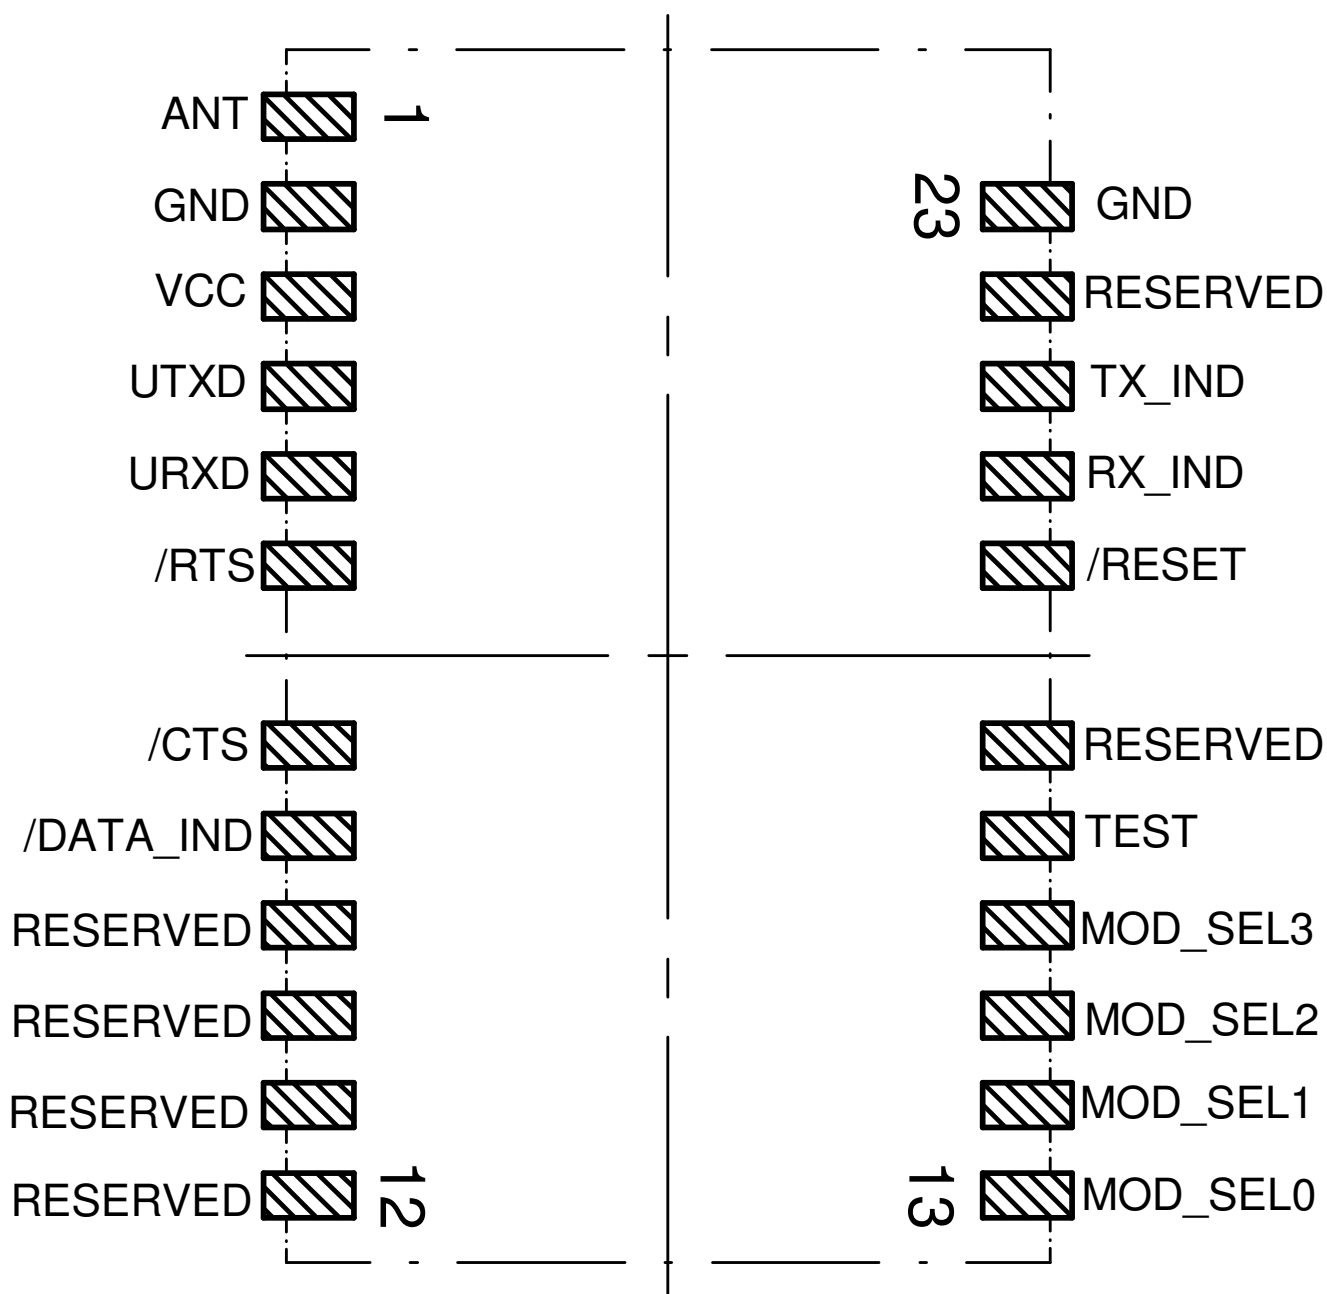 ANT 1
GND 23 GND
VCC RESERVED
UTXD TX_IND
URXD RX_IND
/RTS /RESET
/CTS RESERVED
/DATA_IND TEST
RESERVED MOD_SEL3
RESERVED MOD_SEL2
RESERVED MOD_SEL1
RESERVED 12 13 MOD_SEL0